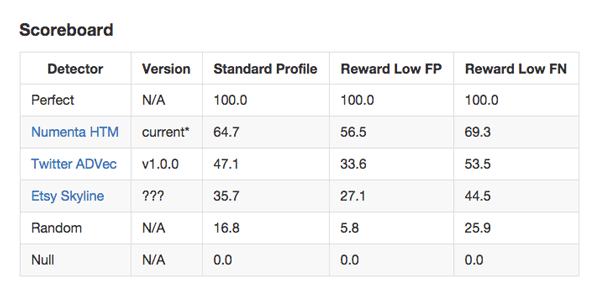 Scoreboard
Detector Version Standard Profile Reward Low FP Reward Low FN
Perfect N/A 100.0 100.0 100.0
Numenta HTM current* 64.7 56.5 69.3
Twitter ADVec v1.0.0 47.1 33.6 53.5
Etsy Skyline ??? 35.7 27.1 44.5
Random N/A 16.8 5.8 25.9
Null N/A 0.0 0.0 0.0